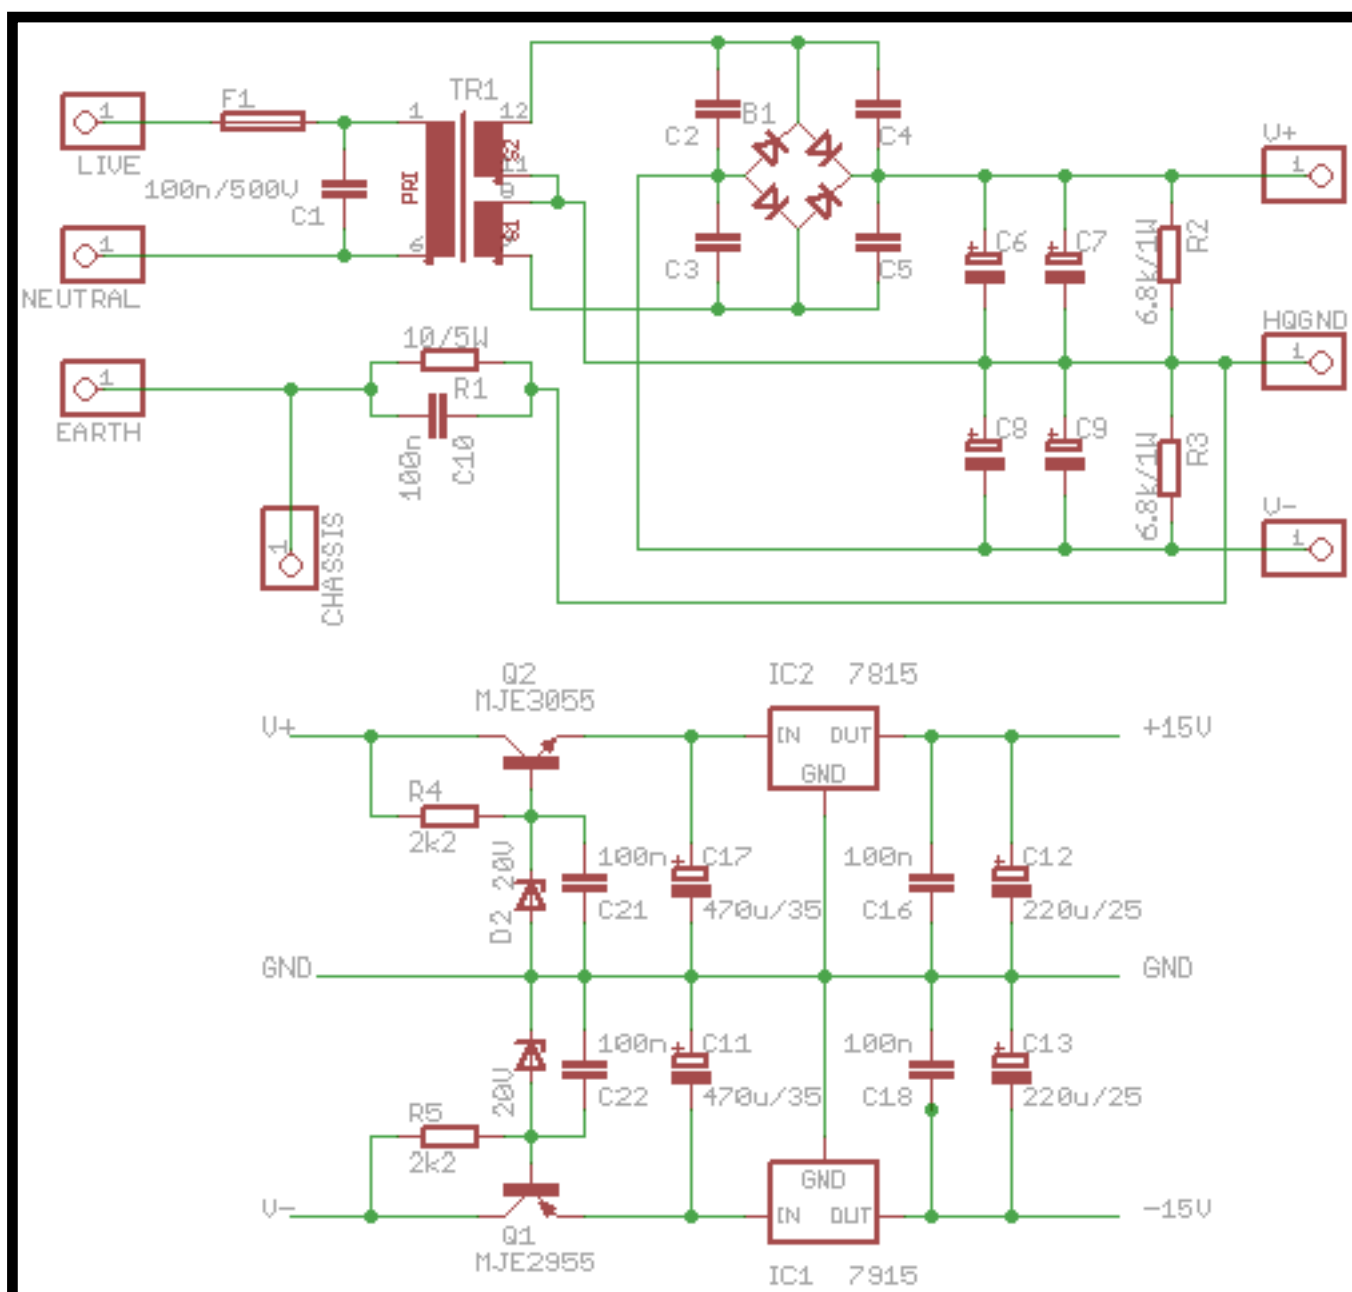 F1
TR1
1
12
B1
V+
1
LIVE
C2
C4
S2
1
11
PRI
100n/500V
C1
9
S1
6
1
NEUTRAL
C3
C5
C6
C7
6.8k/1W
R2
HQGND
1
10/5W
1
R1
EARTH
100n
C10
C8
C9
6.8k/1W
R3
V-
1
1
CHASSIS
Q2
MJE3055
IC2 7815
V+
IN
OUT
GND
+15V
R4
2k2
20V
D2
100n
C21
C17
470u/35
100n
C16
C12
220u/25
GND
GND
20V
100n
C22
C11
470u/35
100n
C18
C13
220u/25
R5
2k2
GND
V-
IN
OUT
-15V
Q1
MJE2955
IC1 7915